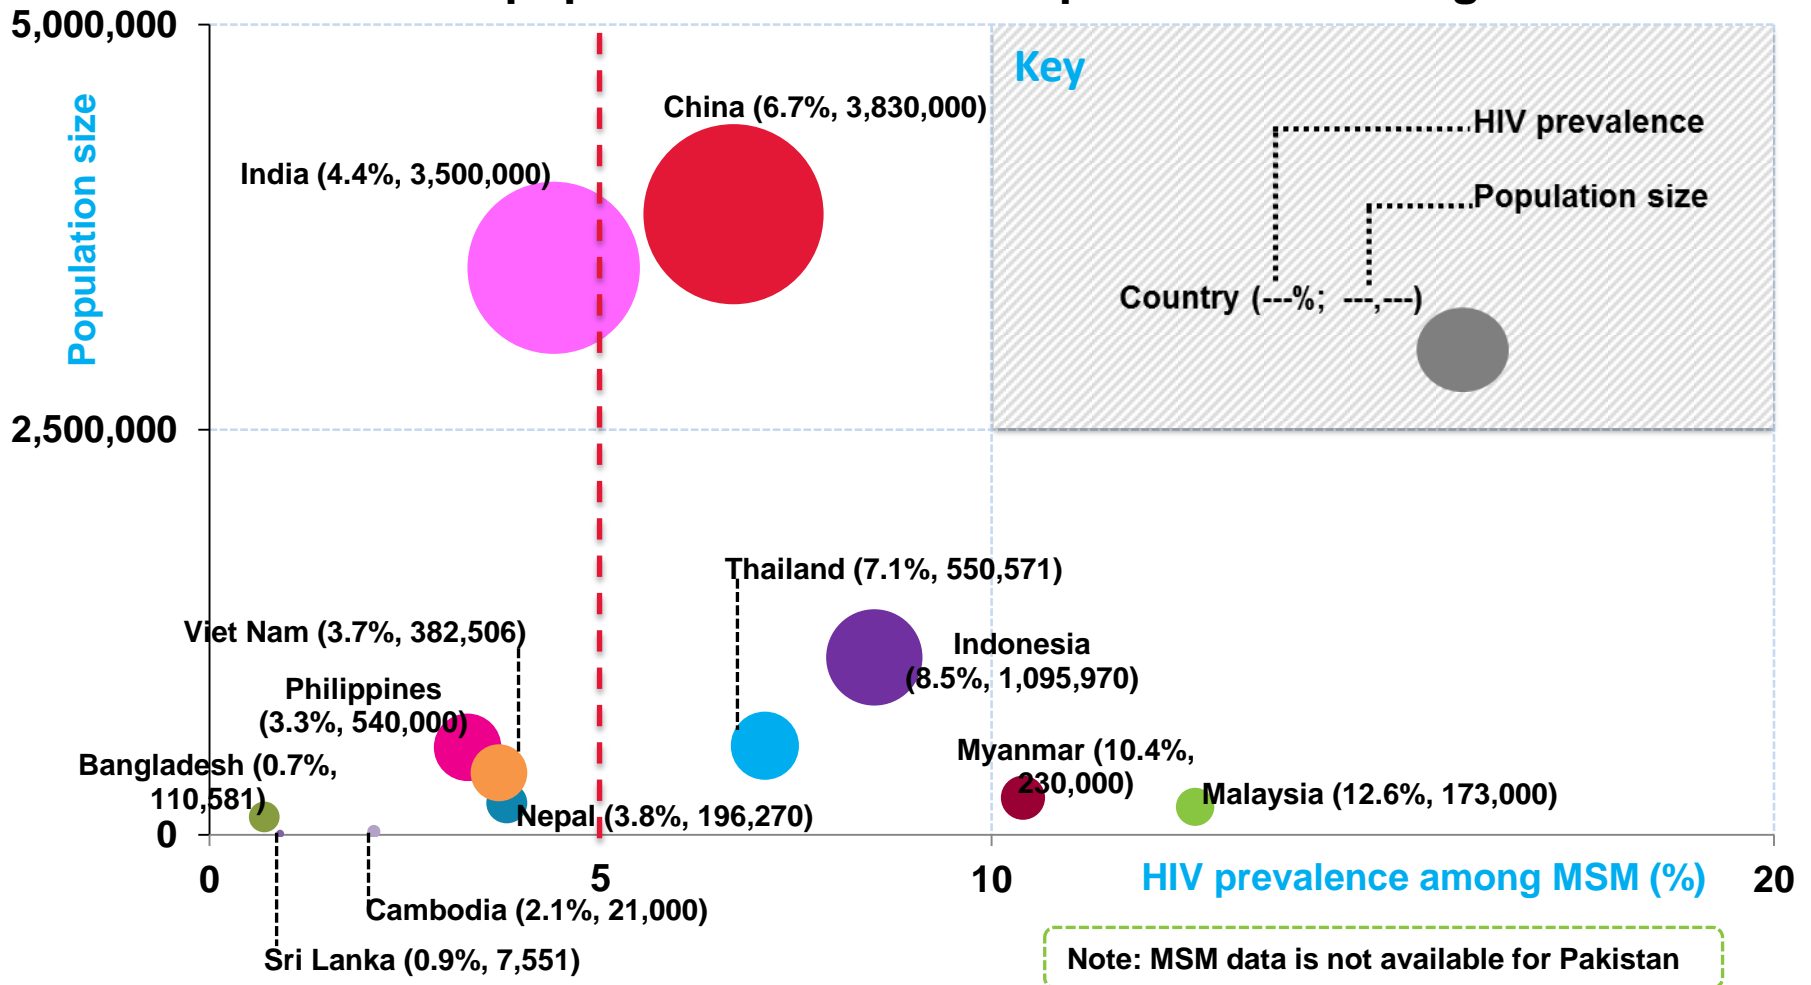 5,000,000
Population size
Key
HIV prevalence
Population size
Country (---%;  ---,---)
China (6.7%, 3,830,000)
India (4.4%, 3,500,000)
2,500,000
Thailand (7.1%, 550,571)
Viet Nam (3.7%, 382,506)
Indonesia
(8.5%, 1,095,970)
Philippines
(3.3%, 540,000)
Myanmar (10.4%,
230,000)
Bangladesh (0.7%,
110,581)
Malaysia (12.6%, 173,000)
Nepal (3.8%, 196,270)
0
0
5
10
HIV prevalence among MSM (%)
20
Cambodia (2.1%, 21,000)
Sri Lanka (0.9%, 7,551)
Note: MSM data is not available for Pakistan